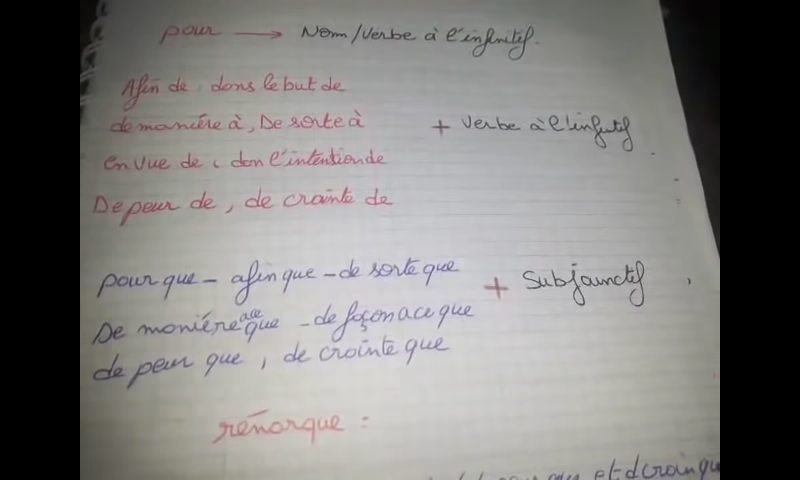 pour → Nom/Verbe à l'infinitif.
Afin de, dans le but de
de manière à, De sorte à + Verbe à l'infinitif
en vue de, dan l'intention de
De peur de, de crainte de
pour que - afin que - de sorte que + Subjonctif
De manière à ce que - de façon à ce que
de peur que, de crainte que
remarque :